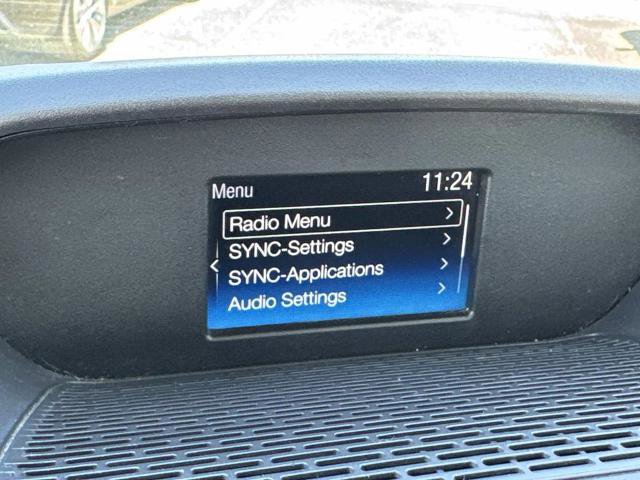 Menu 11:24
Radio Menu
SYNC-Settings
SYNC-Applications
Audio Settings